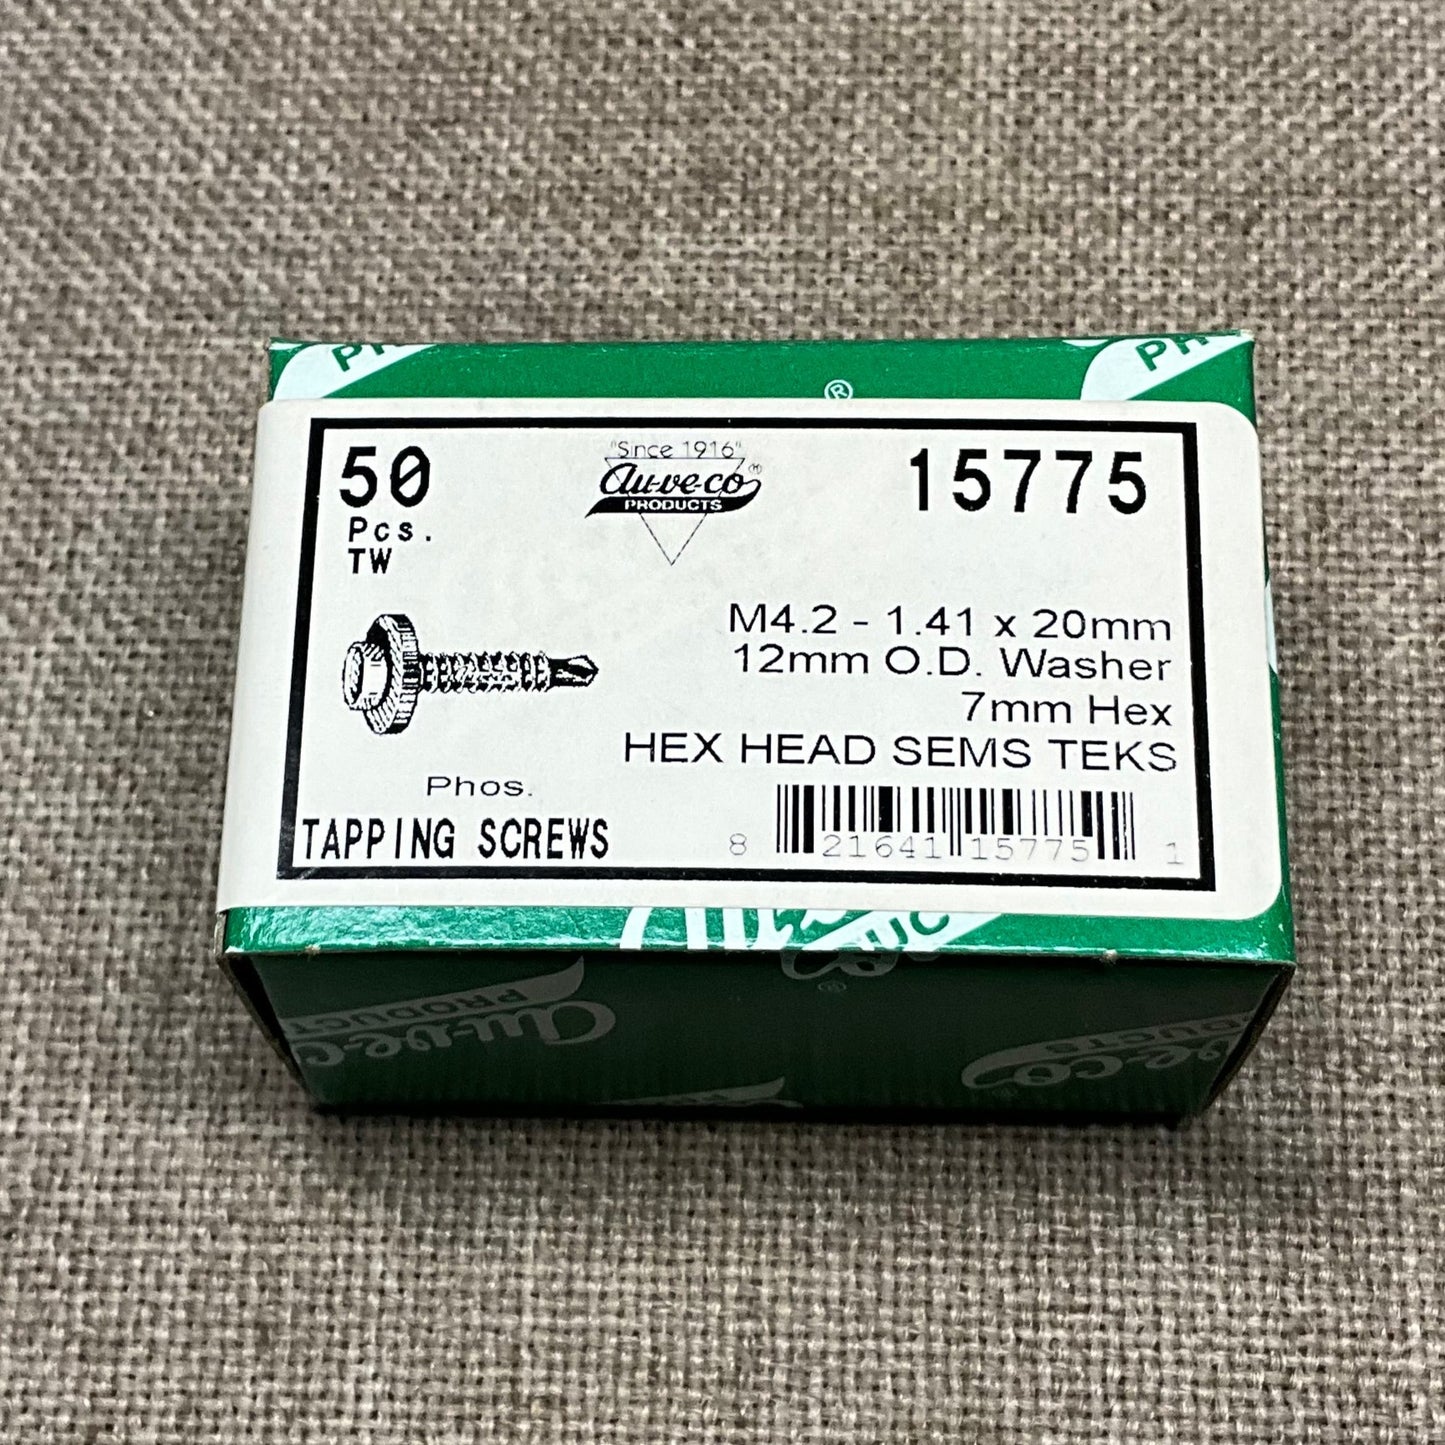 ®
50
Pcs.
TW
"Since 1916"
Au-ve-co®
PRODUCTS
15775
M4.2 - 1.41 x 20mm
12mm O.D. Washer
7mm Hex
HEX HEAD SEMS TEKS
Phos.
TAPPING SCREWS
8 21641 15775 1